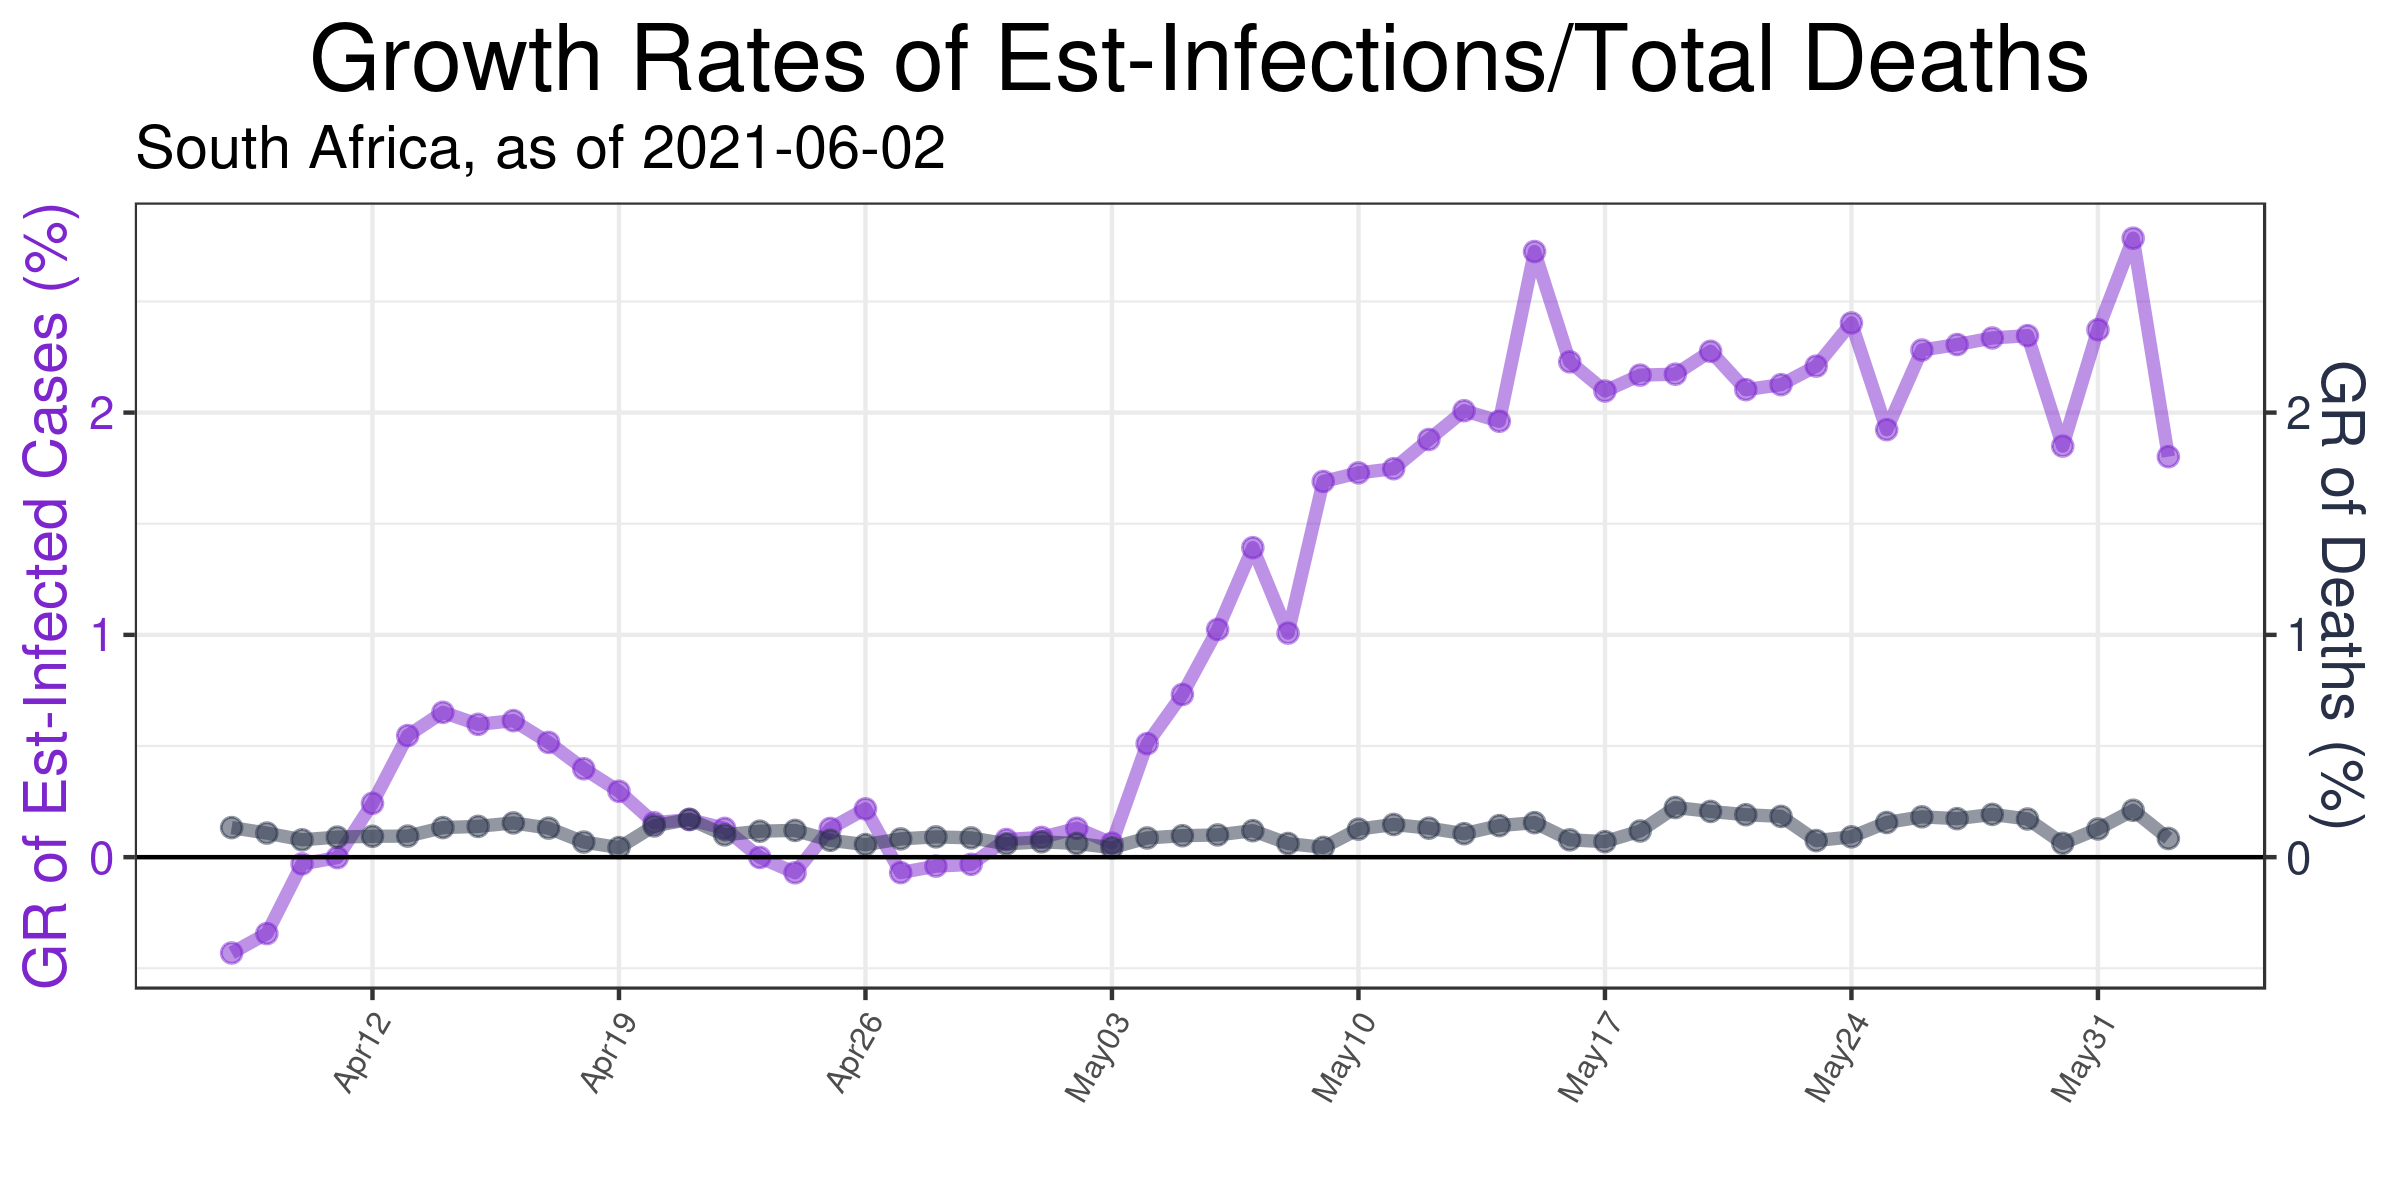 Growth Rates of Est-Infections/Total Deaths
South Africa, as of 2021-06-02
GR of Est-Infected Cases (%)
2
1
0
GR of Deaths (%)
2
1
0
Apr12
Apr19
Apr26
May03
May10
May17
May24
May31